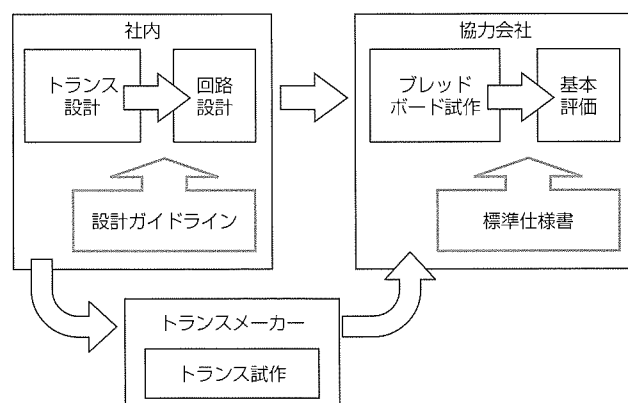 社内
トランス
設計
回路
設計
設計ガイドライン
協力会社
ブレッド
ボード試作
基本
評価
標準仕様書
トランスメーカー
トランス試作